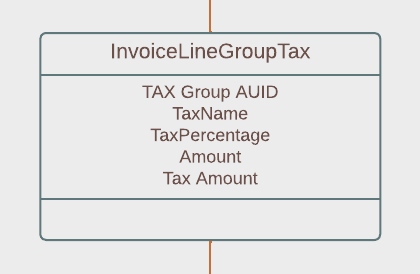 InvoiceLineGroupTax
TAX Group AUID
TaxName
TaxPercentage
Amount
Tax Amount